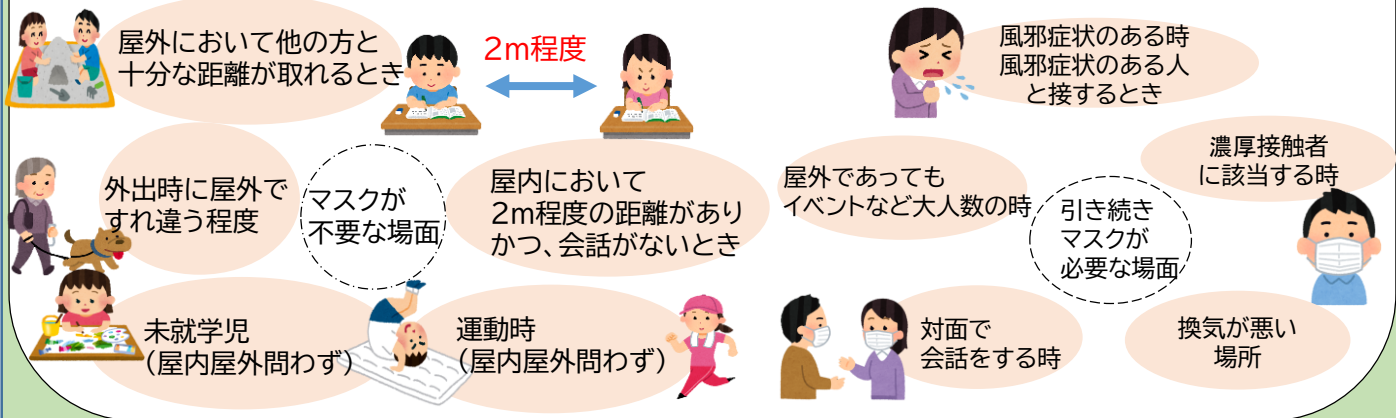 屋外において他の方と
十分な距離が取れるとき
2m程度
外出時に屋外で
すれ違う程度
マスクが
不要な場面
屋内において
2m程度の距離があり
かつ、会話がないとき
未就学児
(屋内屋外問わず)
運動時
(屋内屋外問わず)
風邪症状のある時
風邪症状のある人
と接するとき
濃厚接触者
に該当する時
屋外であっても
イベントなど大人数の時
引き続き
マスクが
必要な場面
対面で
会話をする時
換気が悪い
場所